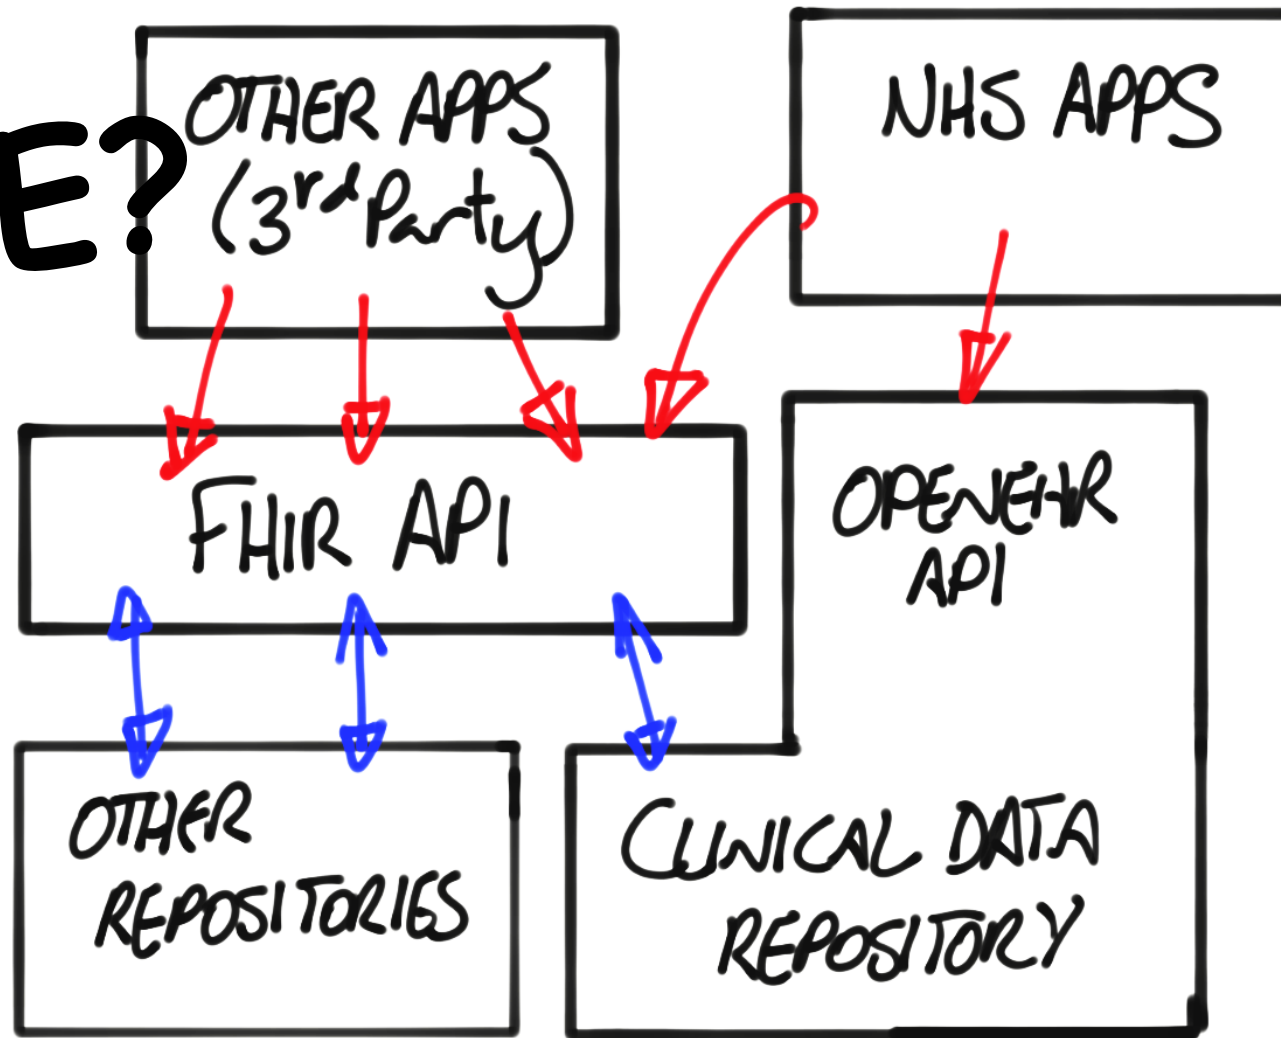 E?
OTHER APPS
(3rd Party)
NHS APPS
FHIR API
OPENEHR
API
OTHER
REPOSITORIES
CLINICAL DATA
REPOSITORY